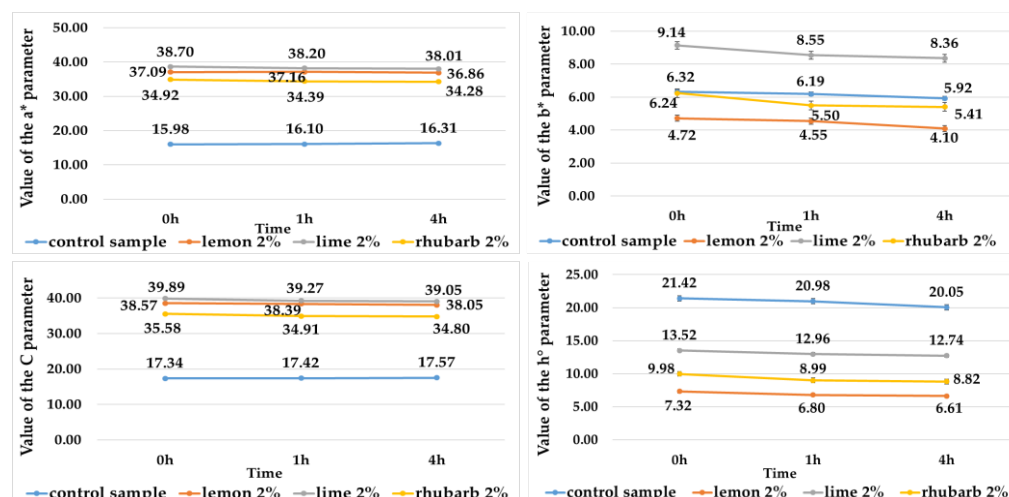 Value of the a* parameter
50.00
40.00
30.00
20.00
10.00
0.00
38.70 38.20 38.01
37.09 37.16 36.86
34.92 34.39 34.28
15.98 16.10 16.31
0h 1h 4h
Time
control sample lemon 2% lime 2% rhubarb 2%
Value of the b* parameter
10.00
8.00
6.00
4.00
2.00
0.00
9.14 8.55 8.36
6.32 6.19 5.92
6.24 5.50 5.41
4.72 4.55 4.10
0h 1h 4h
Time
control sample lemon 2% lime 2% rhubarb 2%
Value of the C parameter
40.00
30.00
20.00
10.00
0.00
39.89 39.27 39.05
38.57 38.39 38.05
35.58 34.91 34.80
17.34 17.42 17.57
0h 1h 4h
Time
control sample lemon 2% lime 2% rhubarb 2%
Value of the h° parameter
25.00
20.00
15.00
10.00
5.00
0.00
21.42 20.98 20.05
13.52 12.96 12.74
9.98 8.99 8.82
7.32 6.80 6.61
0h 1h 4h
Time
control sample lemon 2% lime 2% rhubarb 2%